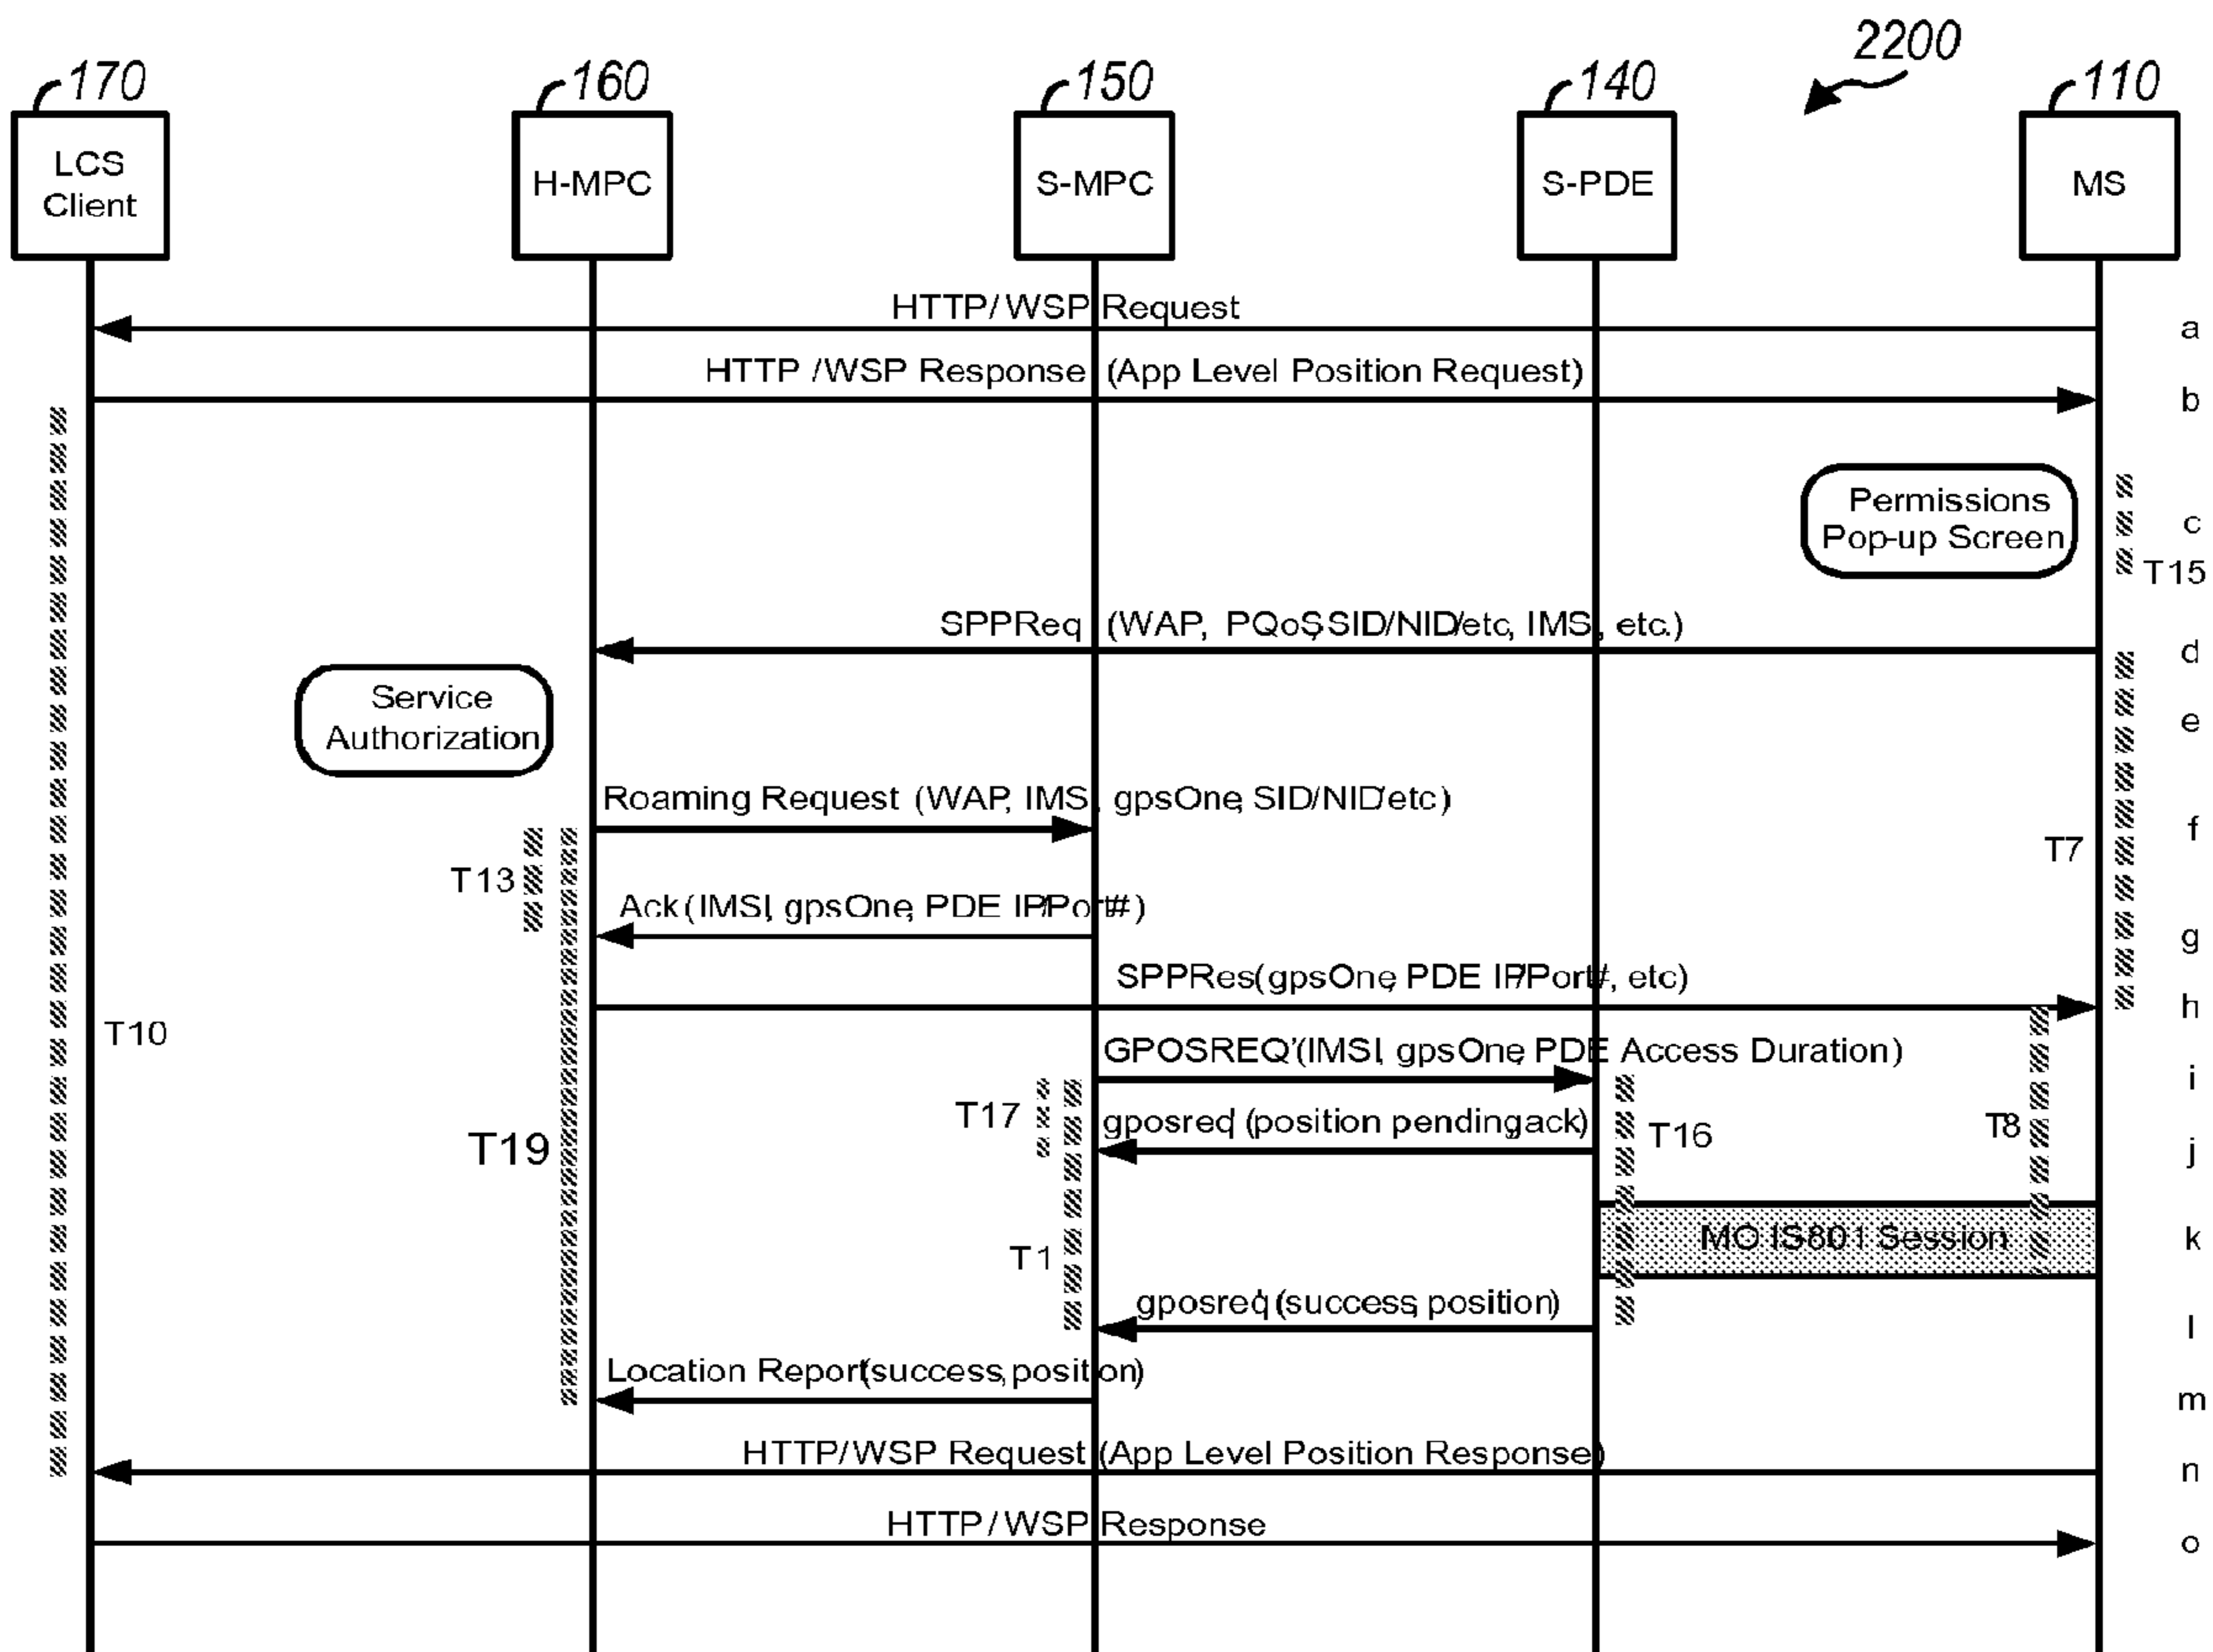 2200
170
160
150
140
110
LCS
Client
H-MPC
S-MPC
S-PDE
MS
HTTP/WSP Request
a
HTTP /WSP Response (App Level Position Request)
b
Permissions
Pop-up Screen
c
T15
SPPReq (WAP, PQoS, SID/NID/etc, IMSI, etc.)
d
Service
Authorization
e
Roaming Request (WAP, IMSI, gpsOne, SID/NID/etc)
f
T7
T13
Ack (IMSI, gpsOne, PDE IP/Port#)
g
SPPRes(gpsOne, PDE IP/Port#, etc)
h
T10
GPOSREQ'(IMSI, gpsOne, PDE Access Duration)
i
T17
gposreq' (position pending, ack)
T16
T8
T19
j
MO IS801 Session
k
T1
gposreq' (success, position)
l
Location Report(success, position)
m
HTTP/WSP Request (App Level Position Response)
n
HTTP/WSP Response
o